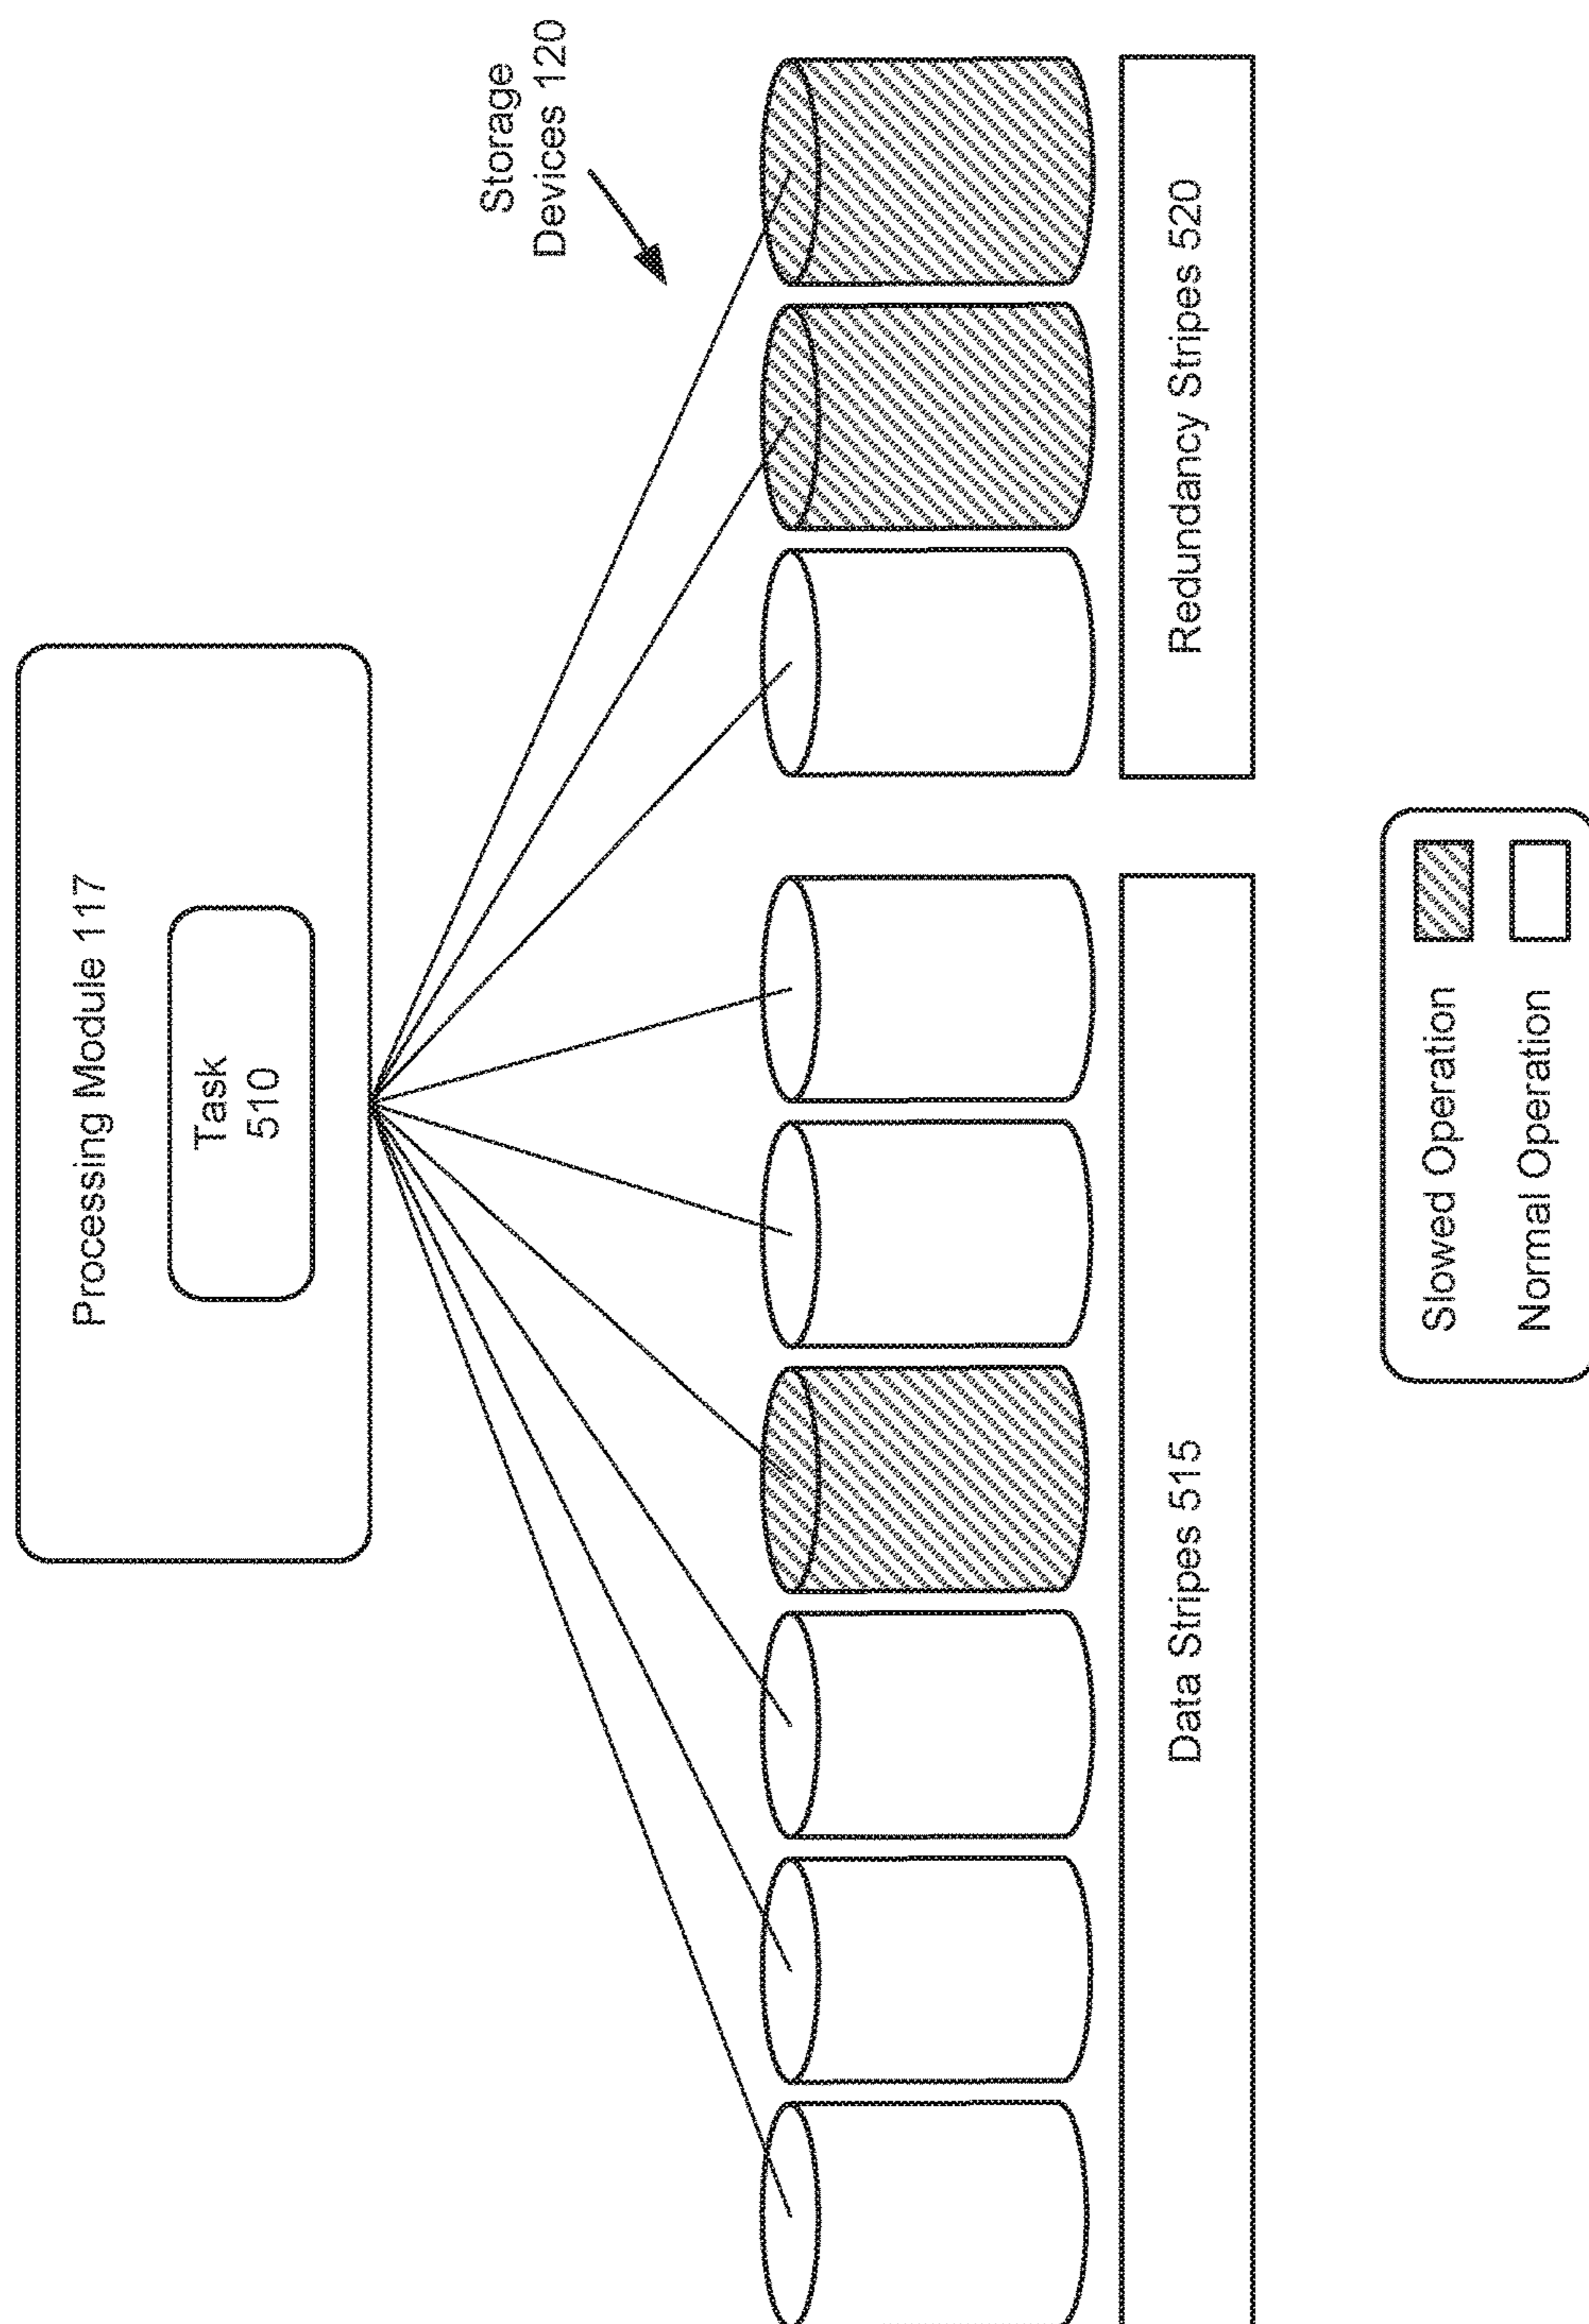 Processing Module 117
Task
510
Storage
Devices 120
Data Stripes 515
Redundancy Stripes 520
Slowed Operation
Normal Operation